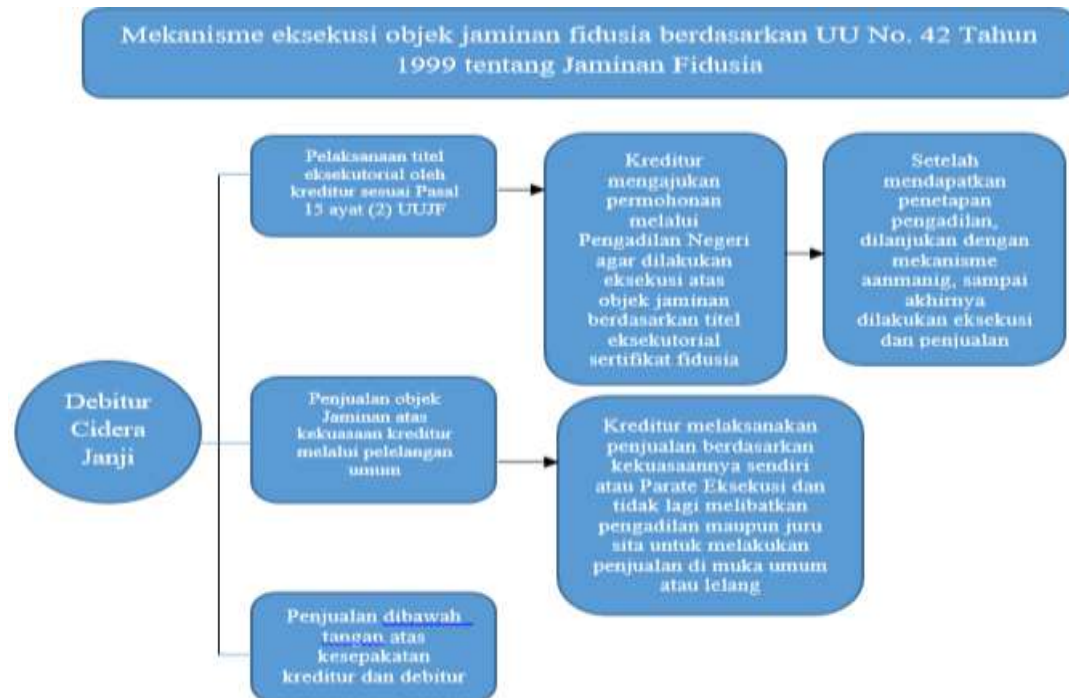 Mekanisme eksekusi objek jaminan fidusia berdasarkan UU No. 42 Tahun
1999 tentang Jaminan Fidusia
Pelaksanaan titel
eksekutorial oleh
kreditur sesuai Pasal
15 ayat (2) UUJF
Kreditur
mengajukan
permohonan
melalui
Pengadilan Negeri
agar dilakukan
eksekusi atas
objek jaminan
berdasarkan titel
eksekutorial
sertifikat fidusia
Setelah
mendapatkan
penetapan
pengadilan,
dilanjukan dengan
mekanisme
aanmanig, sampai
akhirnya
dilakukan eksekusi
dan penjualan
Debitur
Cidera
Janji
Penjualan objek
Jaminan atas
kekuasaan kreditur
melalui pelelangan
umum
Kreditur melaksanakan
penjualan berdasarkan
kekuasaannya sendiri
atau Parate Eksekusi dan
tidak lagi melibatkan
pengadilan maupun juru
sita untuk melakukan
penjualan di muka umum
atau lelang
Penjualan dibawah
tangan atas
kesepakatan
kreditur dan debitur